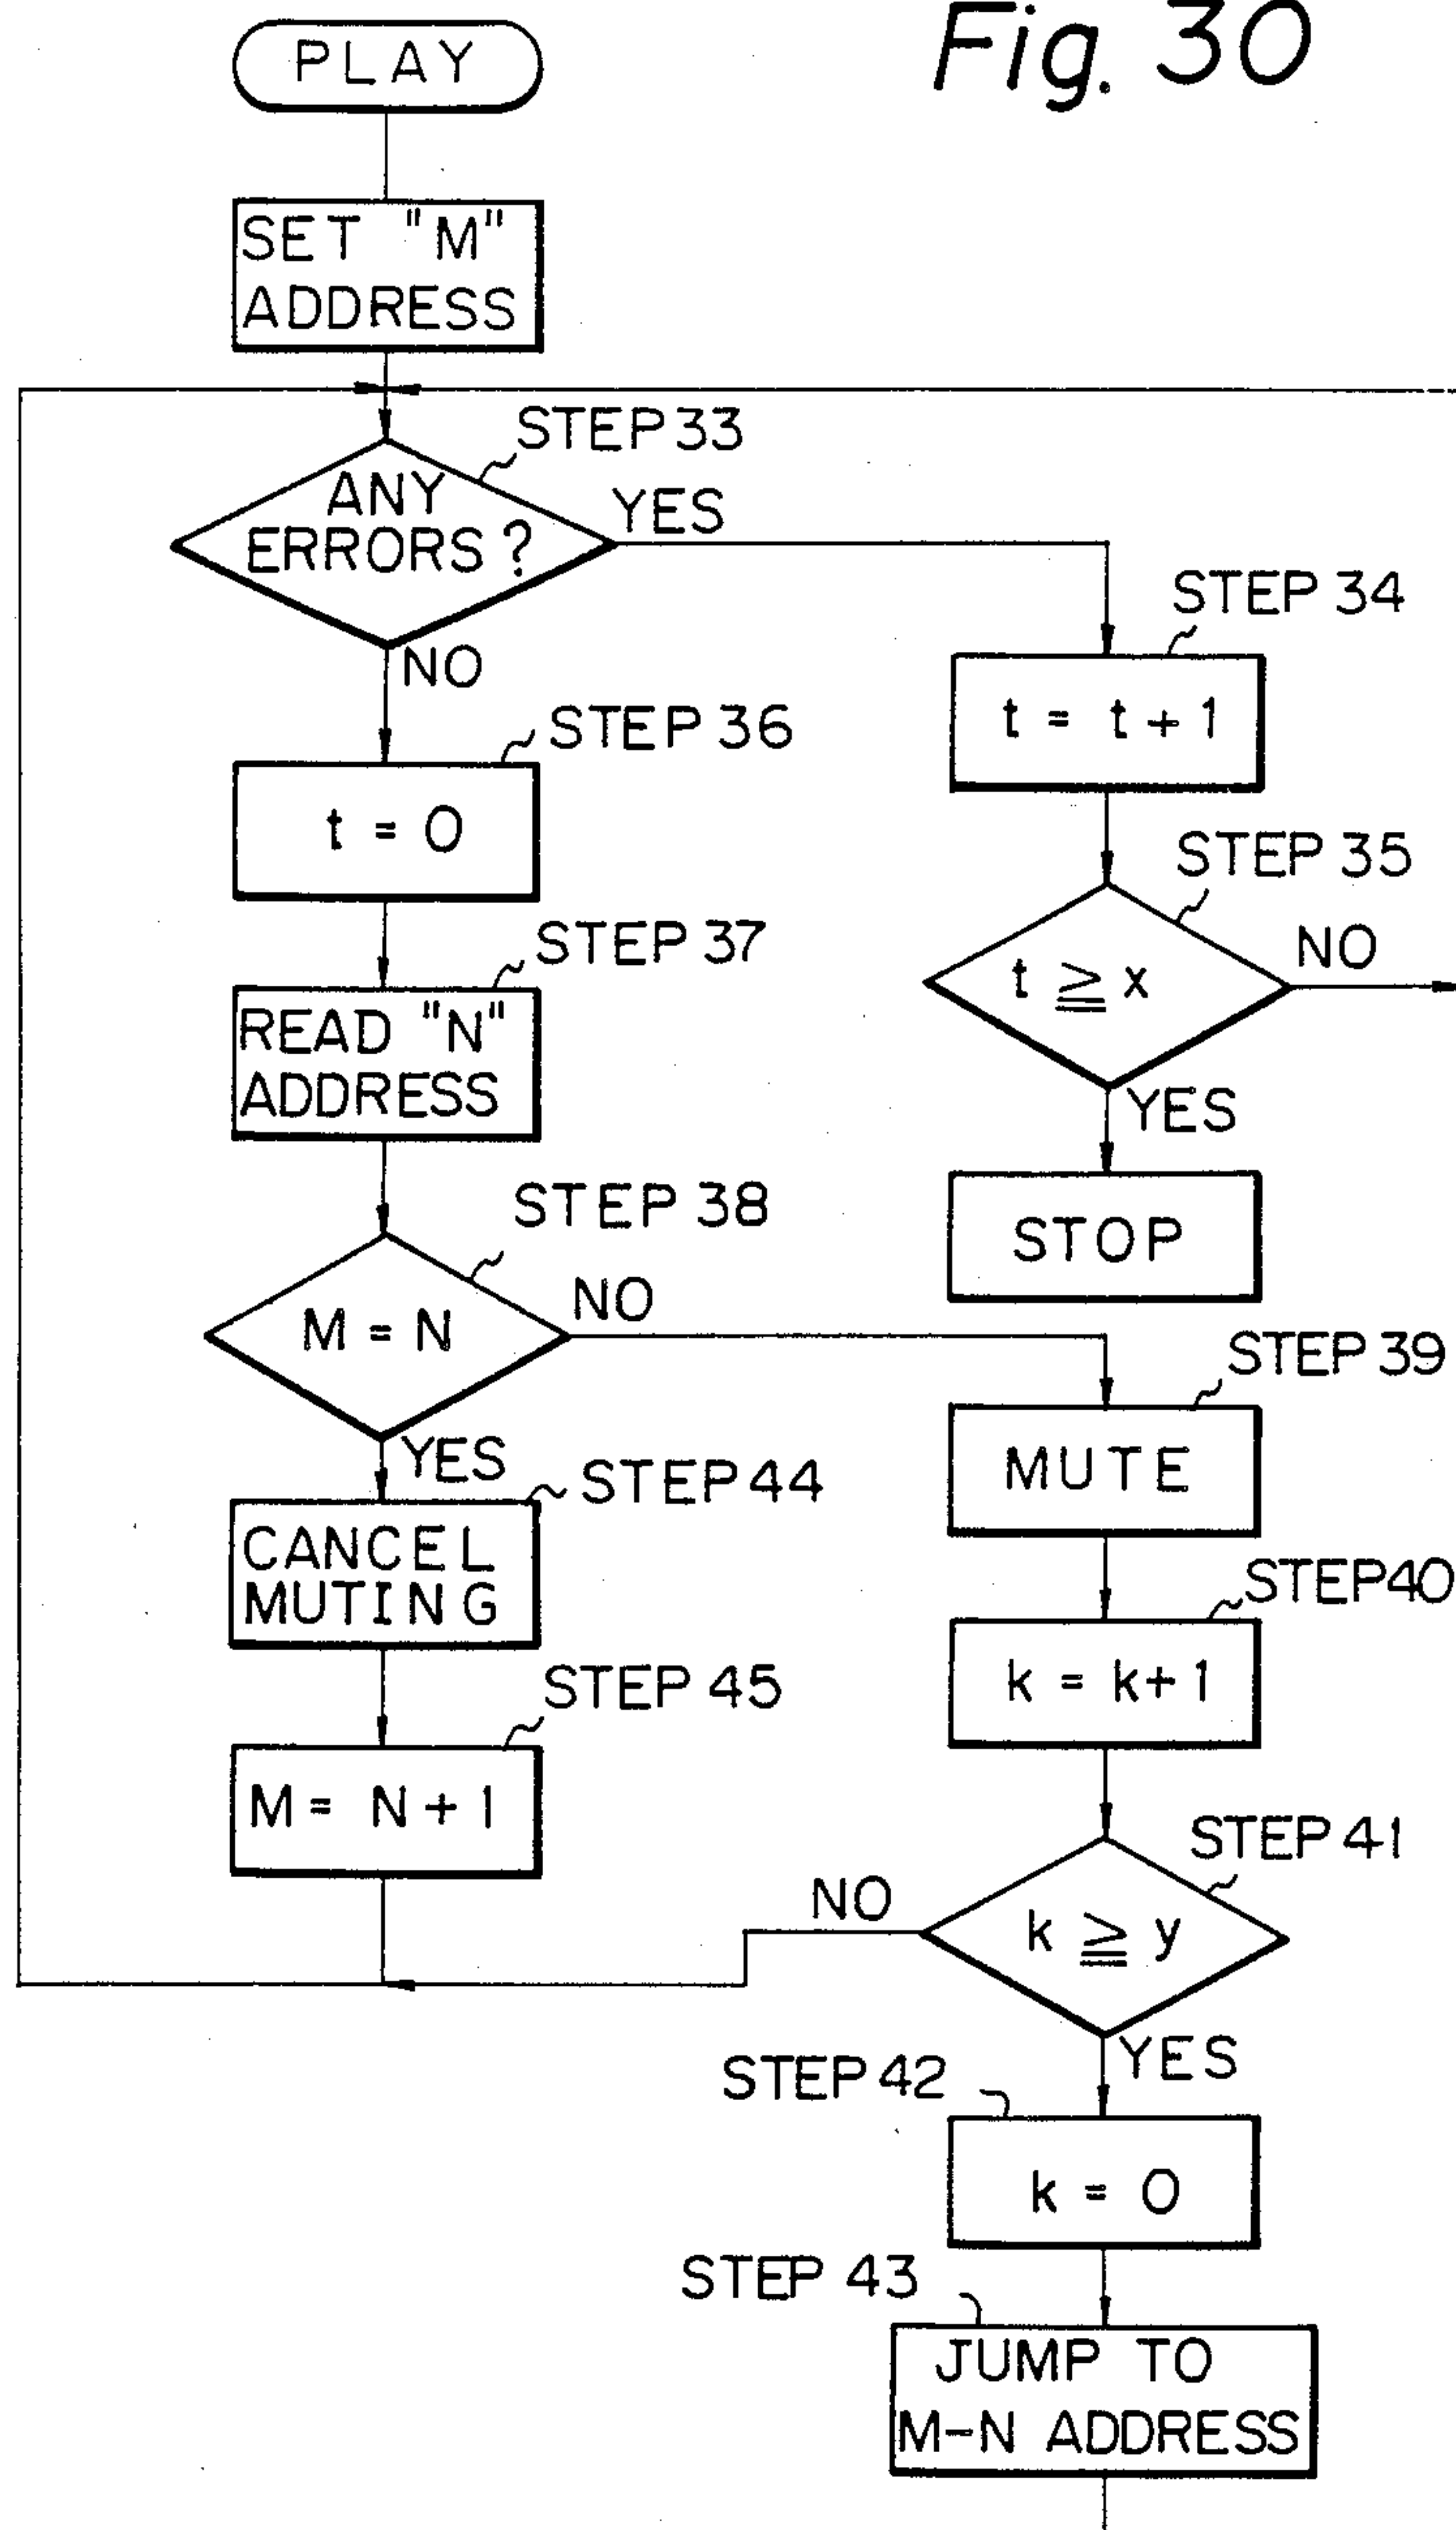 Fig. 30
PLAY
SET "M"
ADDRESS
STEP 33
ANY
ERRORS ?
YES
NO
STEP 34
t = t + 1
STEP 36
t = 0
STEP 35
t ≧ x
NO
YES
STOP
STEP 37
READ "N"
ADDRESS
STEP 38
M = N
NO
YES
STEP 39
MUTE
STEP 44
CANCEL
MUTING
STEP 40
k = k + 1
STEP 45
M = N + 1
STEP 41
k ≧ y
NO
YES
STEP 42
k = 0
STEP 43
JUMP TO
M-N ADDRESS